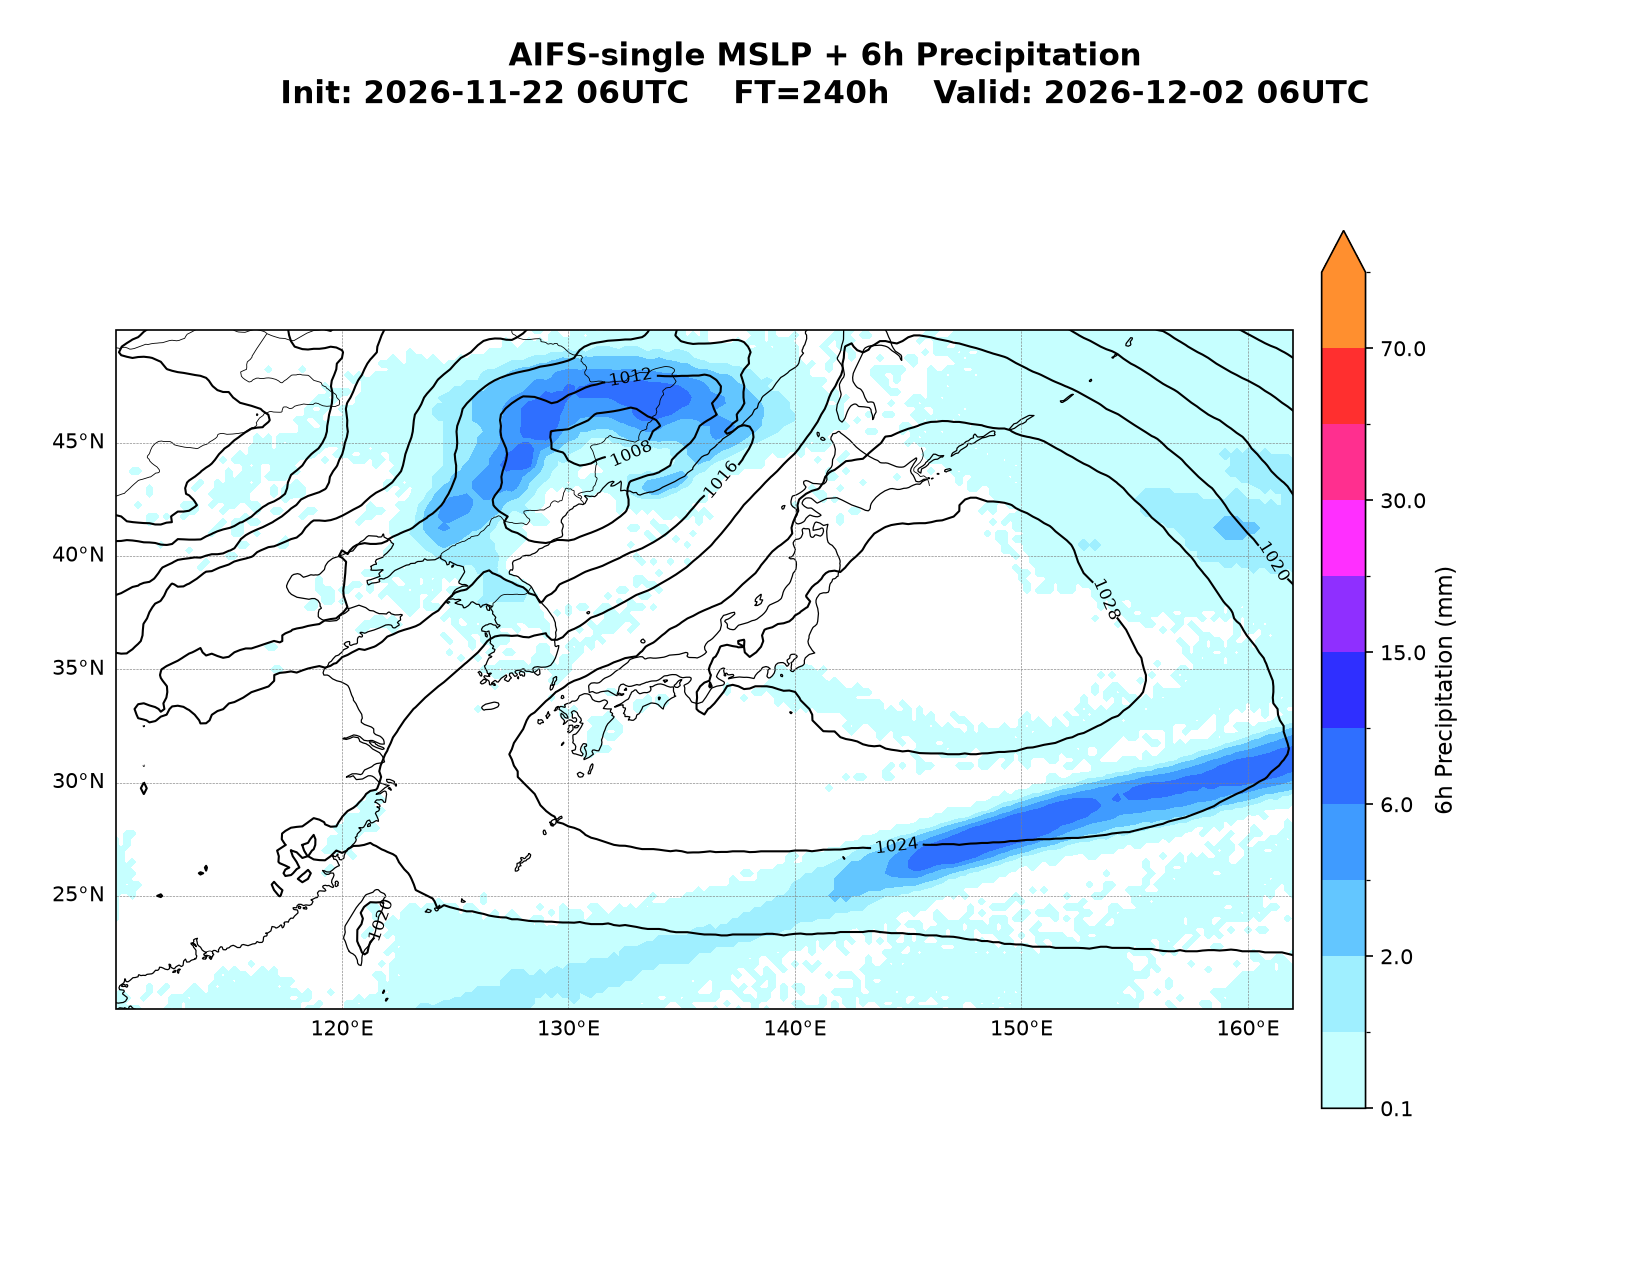 AIFS-single MSLP + 6h Precipitation
Init: 2026-11-22 06UTC    FT=240h    Valid: 2026-12-02 06UTC
70.0
30.0
15.0
6.0
2.0
0.1
6h Precipitation (mm)
45°N
40°N
35°N
30°N
25°N
120°E
130°E
140°E
150°E
160°E
1012
1008
1016
1020
1028
1024
1020